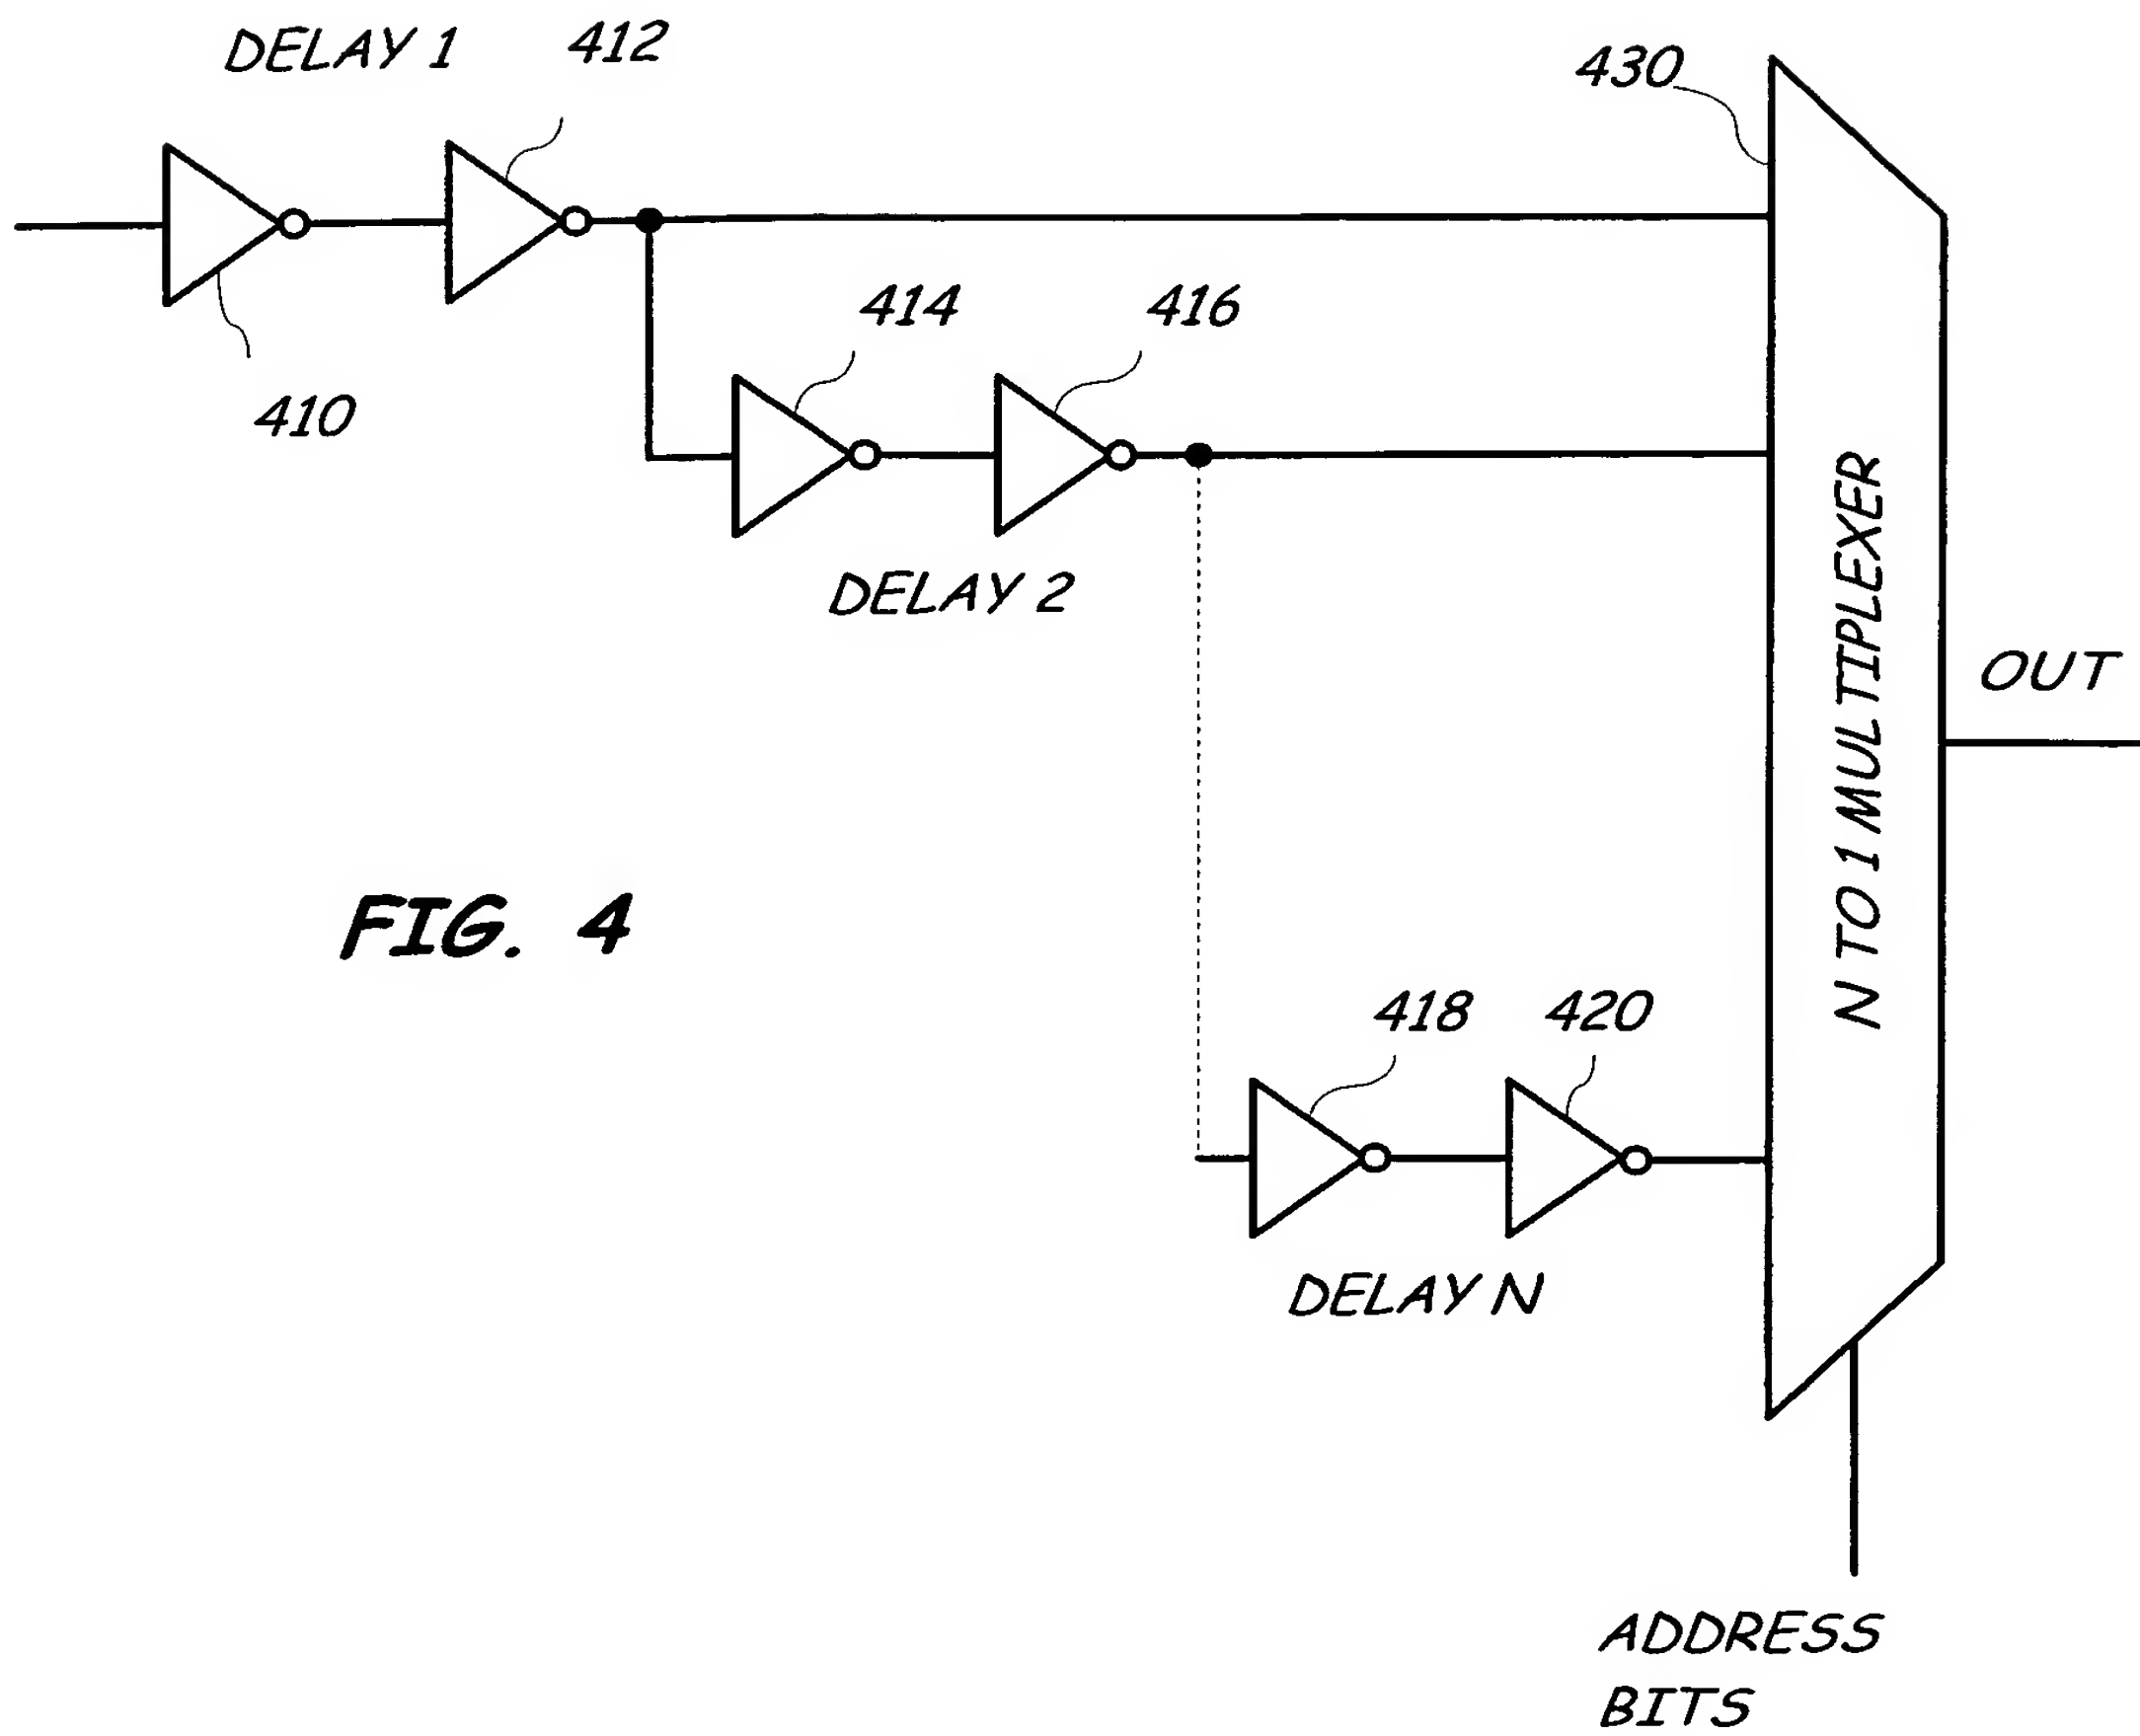 DELAY 1
412
430
410
414
416
DELAY 2
N TO 1 MULTIPLEXER
OUT
FIG. 4
418
420
DELAY N
ADDRESS
BITS